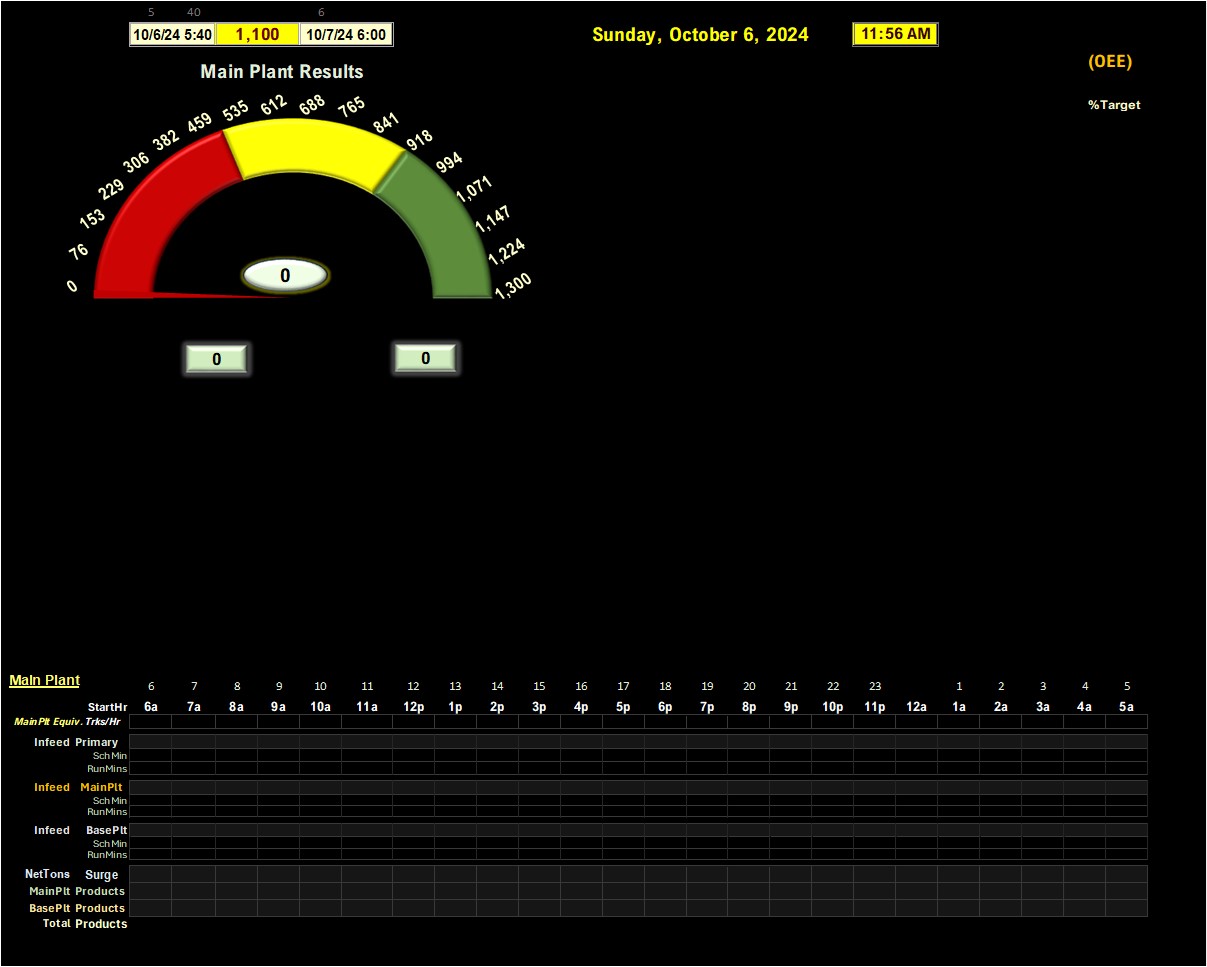 5 40 6
10/6/24 5:40 1,100 10/7/24 6:00 Sunday, October 6, 2024 11:56 AM
(OEE)
Main Plant Results
%Target
0 76 153 229 306 382 459 535 612 688 765 841 918 994 1,071 1,147 1,224 1,300
0
0 0
Main Plant
6 7 8 9 10 11 12 13 14 15 16 17 18 19 20 21 22 23 1 2 3 4 5
StartHr 6a 7a 8a 9a 10a 11a 12p 1p 2p 3p 4p 5p 6p 7p 8p 9p 10p 11p 12a 1a 2a 3a 4a 5a
MainPlt Equiv. Trks/Hr
Infeed Primary
SchMin
RunMins
Infeed MainPlt
SchMin
RunMins
Infeed BasePlt
SchMin
RunMins
NetTons Surge
MainPlt Products
BasePlt Products
Total Products